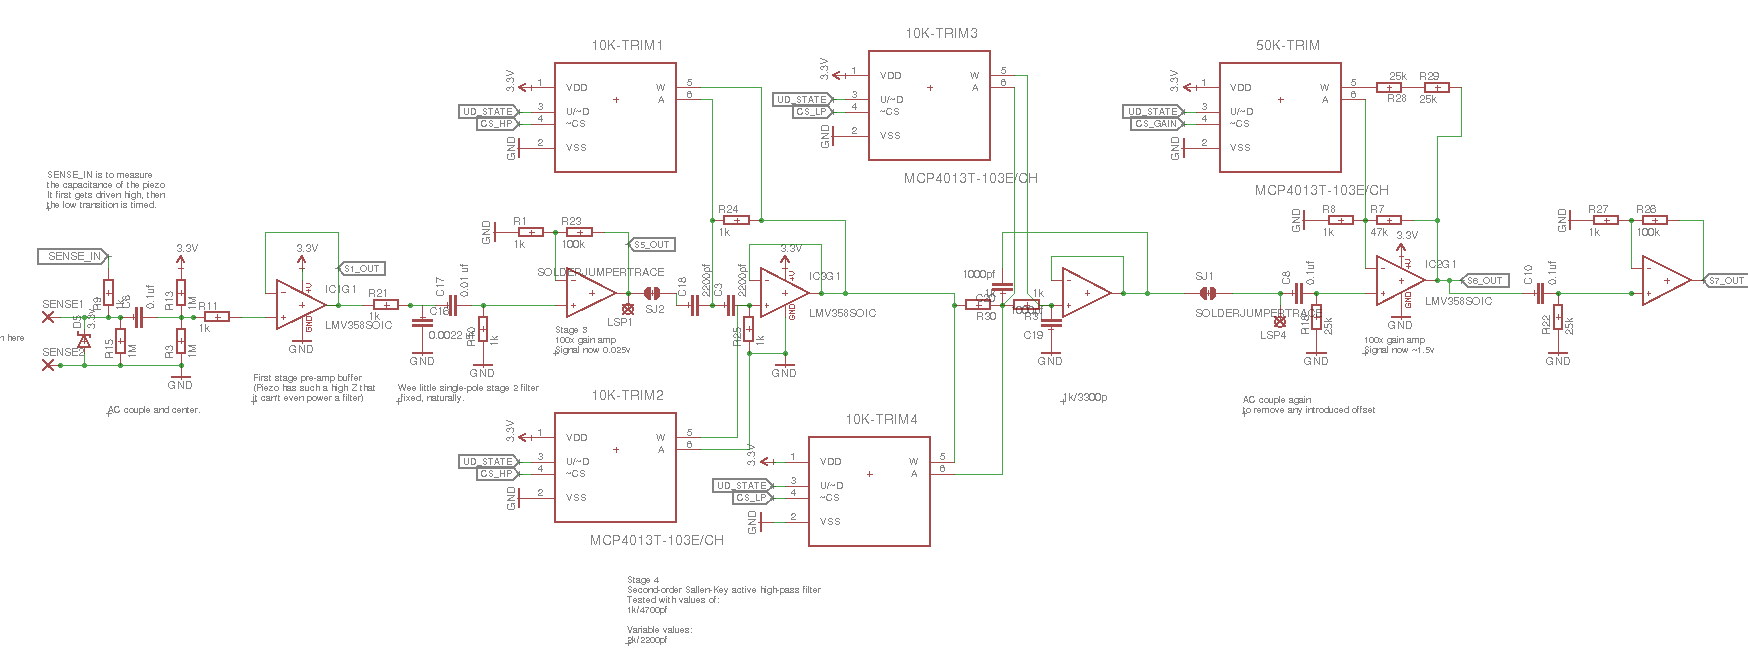 10K-TRIM1
10K-TRIM3
50K-TRIM
3.3V
1
VDD
W
5
A
6
UD_STATE
3
U/~D
CS_HP
4
~CS
GND
2
VSS
3.3V
1
VDD
W
5
A
6
UD_STATE
3
U/~D
CS_LP
4
~CS
GND
2
VSS
MCP4013T-103E/CH
3.3V
1
VDD
W
5
A
6
UD_STATE
3
U/~D
CS_GAIN
4
~CS
GND
2
VSS
MCP4013T-103E/CH
25k
R28
R29
25k
SENSE_IN is to measure
the capacitance of the piezo
It first gets driven high, then
the low transition is timed.
SENSE_IN
SENSE1
SENSE2
n here
R19
1k
C6
0.1uf
D5
3.3v
R15
1M
3.3V
R13
1M
R3
1M
GND
R11
1k
AC couple and center.
3.3V
IC1G1
LMV358SOIC
GND
GND
S1_OUT
First stage pre-amp buffer
(Piezo has such a high Z that
it can't even power a filter)
R21
1k
C16
0.0022
GND
C17
0.01 uf
GND
Wee little single-pole stage 2 filter
fixed, naturally.
GND
R1
1k
R23
100k
S5_OUT
SOLDERJUMPERTRACE
SJ2
LSP1
Stage 3
100x gain amp
Signal now 0.025v
C18
2200pf
C3
2200pf
R24
1k
R25
1k
3.3V
IC3G1
LMV358SOIC
GND
GND
10K-TRIM2
3.3V
1
VDD
W
5
A
6
UD_STATE
3
U/~D
CS_HP
4
~CS
GND
2
VSS
MCP4013T-103E/CH
10K-TRIM4
3.3V
1
VDD
W
5
A
6
UD_STATE
3
U/~D
CS_LP
4
~CS
GND
2
VSS
Stage 4
Second-order Sallen-Key active high-pass filter
Tested with values of:
1k/4700pf
Variable values:
2k/2200pf
1000pf
R30
1k
C19
GND
1k/3300p
SJ1
SOLDERJUMPERTRACE
LSP4
C8
0.1uf
25k
GND
AC couple again
to remove any introduced offset
GND
R8
1k
R7
47k
3.3V
IC2G1
LMV358SOIC
GND
GND
S6_OUT
100x gain amp
Signal now ~1.5v
C10
0.1uf
R22
25k
GND
GND
R27
1k
R26
100k
S7_OUT